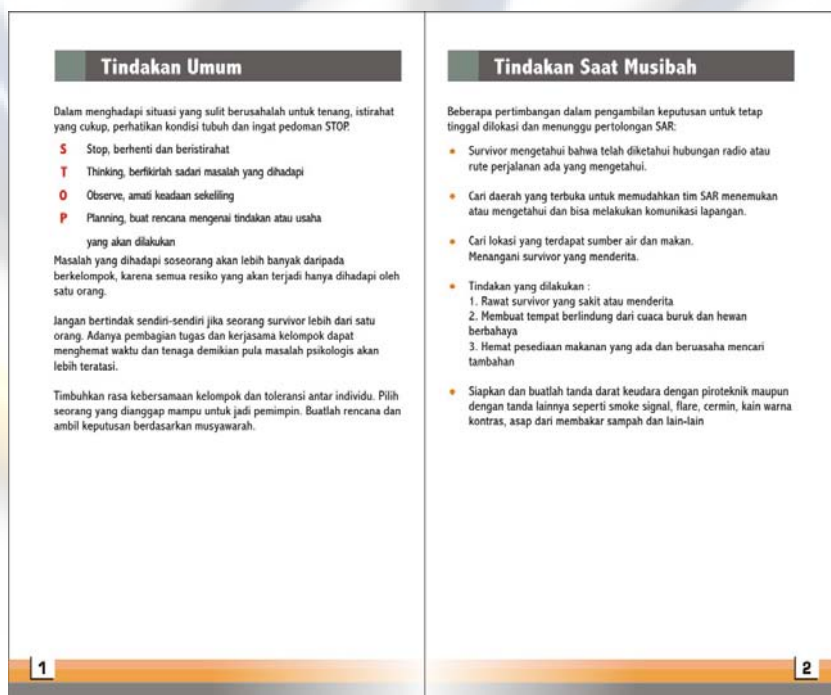 Tindakan Umum
Dalam menghadapi situasi yang sulit berusahalah untuk tenang, istirahat
yang cukup, perhatikan kondisi tubuh dan ingat pedoman STOP.
S Stop, berhenti dan beristirahat
T Thinking, berfikirlah sadari masalah yang dihadapi
O Observe, amati keadaan sekeliling
P Planning, buat rencana mengenai tindakan atau usaha
yang akan dilakukan
Masalah yang dihadapi soseorang akan lebih banyak daripada
berkelompok, karena semua resiko yang akan terjadi hanya dihadapi oleh
satu orang.
Jangan bertindak sendiri-sendiri jika seorang survivor lebih dari satu
orang. Adanya pembagian tugas dan kerjasama kelompok dapat
menghemat waktu dan tenaga demikian pula masalah psikologis akan
lebih teratasi.
Timbuhkan rasa kebersamaan kelompok dan toleransi antar individu. Pilih
seorang yang dianggap mampu untuk jadi pemimpin. Buatlah rencana dan
ambil keputusan berdasarkan musyawarah.
1
Tindakan Saat Musibah
Beberapa pertimbangan dalam pengambilan keputusan untuk tetap
tinggal dilokasi dan menunggu pertolongan SAR:
Survivor mengetahui bahwa telah diketahui hubungan radio atau
rute perjalanan ada yang mengetahui.
Cari daerah yang terbuka untuk memudahkan tim SAR menemukan
atau mengetahui dan bisa melakukan komunikasi lapangan.
Cari lokasi yang terdapat sumber air dan makan.
Menangani survivor yang menderita.
Tindakan yang dilakukan :
1. Rawat survivor yang sakit atau menderita
2. Membuat tempat berlindung dari cuaca buruk dan hewan
berbahaya
3. Hemat pesediaan makanan yang ada dan beruasaha mencari
tambahan
Siapkan dan buatlah tanda darat keudara dengan piroteknik maupun
dengan tanda lainnya seperti smoke signal, flare, cermin, kain warna
kontras, asap dari membakar sampah dan lain-lain
2